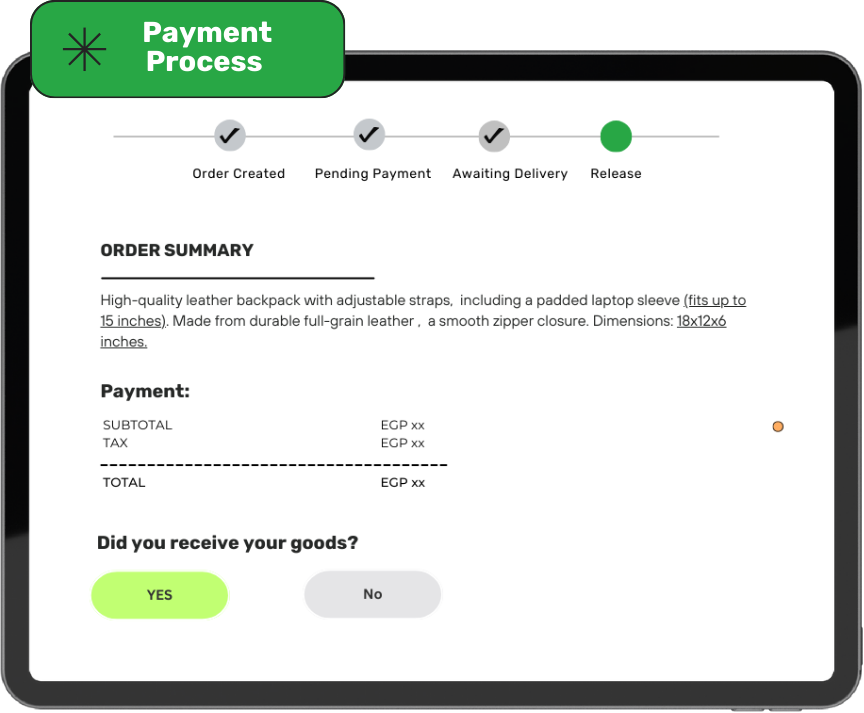 Payment
Process
Order Created
Pending Payment
Awaiting Delivery
Release
ORDER SUMMARY
High-quality leather backpack with adjustable straps,  including a padded laptop sleeve (fits up to
15 inches). Made from durable full-grain leather ,  a smooth zipper closure. Dimensions: 18x12x6
inches.
Payment:
SUBTOTAL EGP xx
TAX EGP xx
TOTAL EGP xx
Did you receive your goods?
YES
No